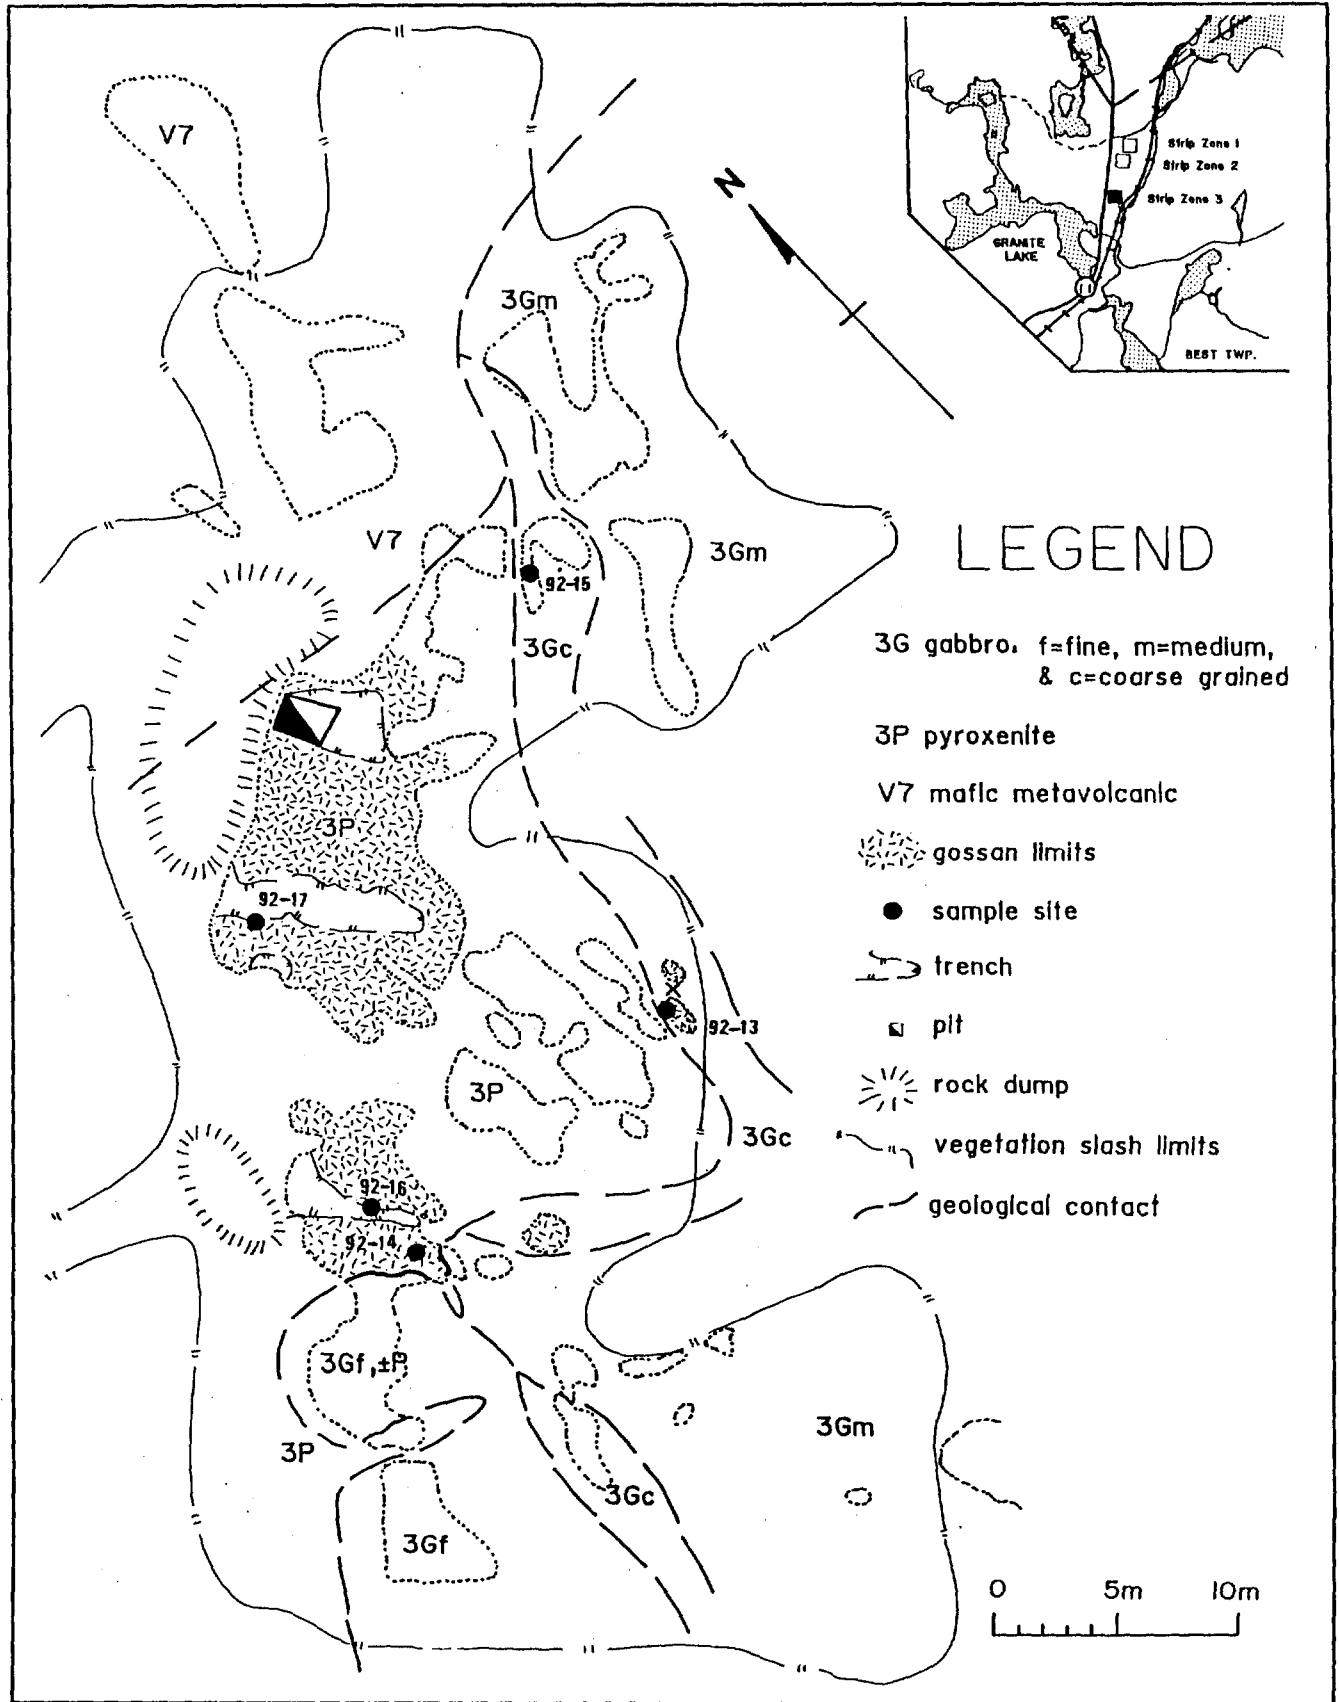 V7
N
Strip Zone 1
Strip Zone 2
Strip Zone 3
GRANITE
LAKE
11
BEST TWP.
3Gm
V7
92-15
3Gm
3Gc
LEGEND
3G gabbro. f=fine, m=medium,
& c=coarse grained
3P pyroxenite
V7 mafic metavolcanic
gossan limits
sample site
trench
pit
rock dump
vegetation slash limits
geological contact
3P
92-17
92-13
3P
3Gc
92-16
92-14
3Gf,±P
3P
3Gm
3Gc
3Gf
0 5m 10m